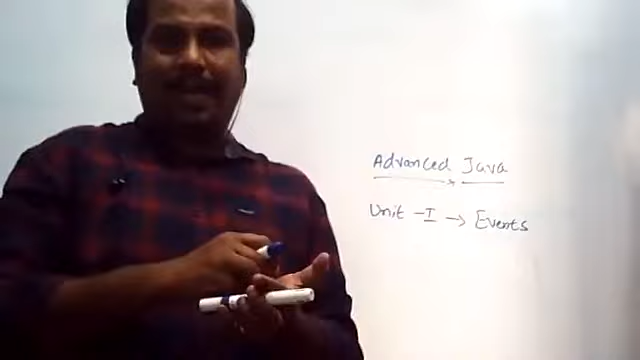 Advanced Java
Unit - I → Events